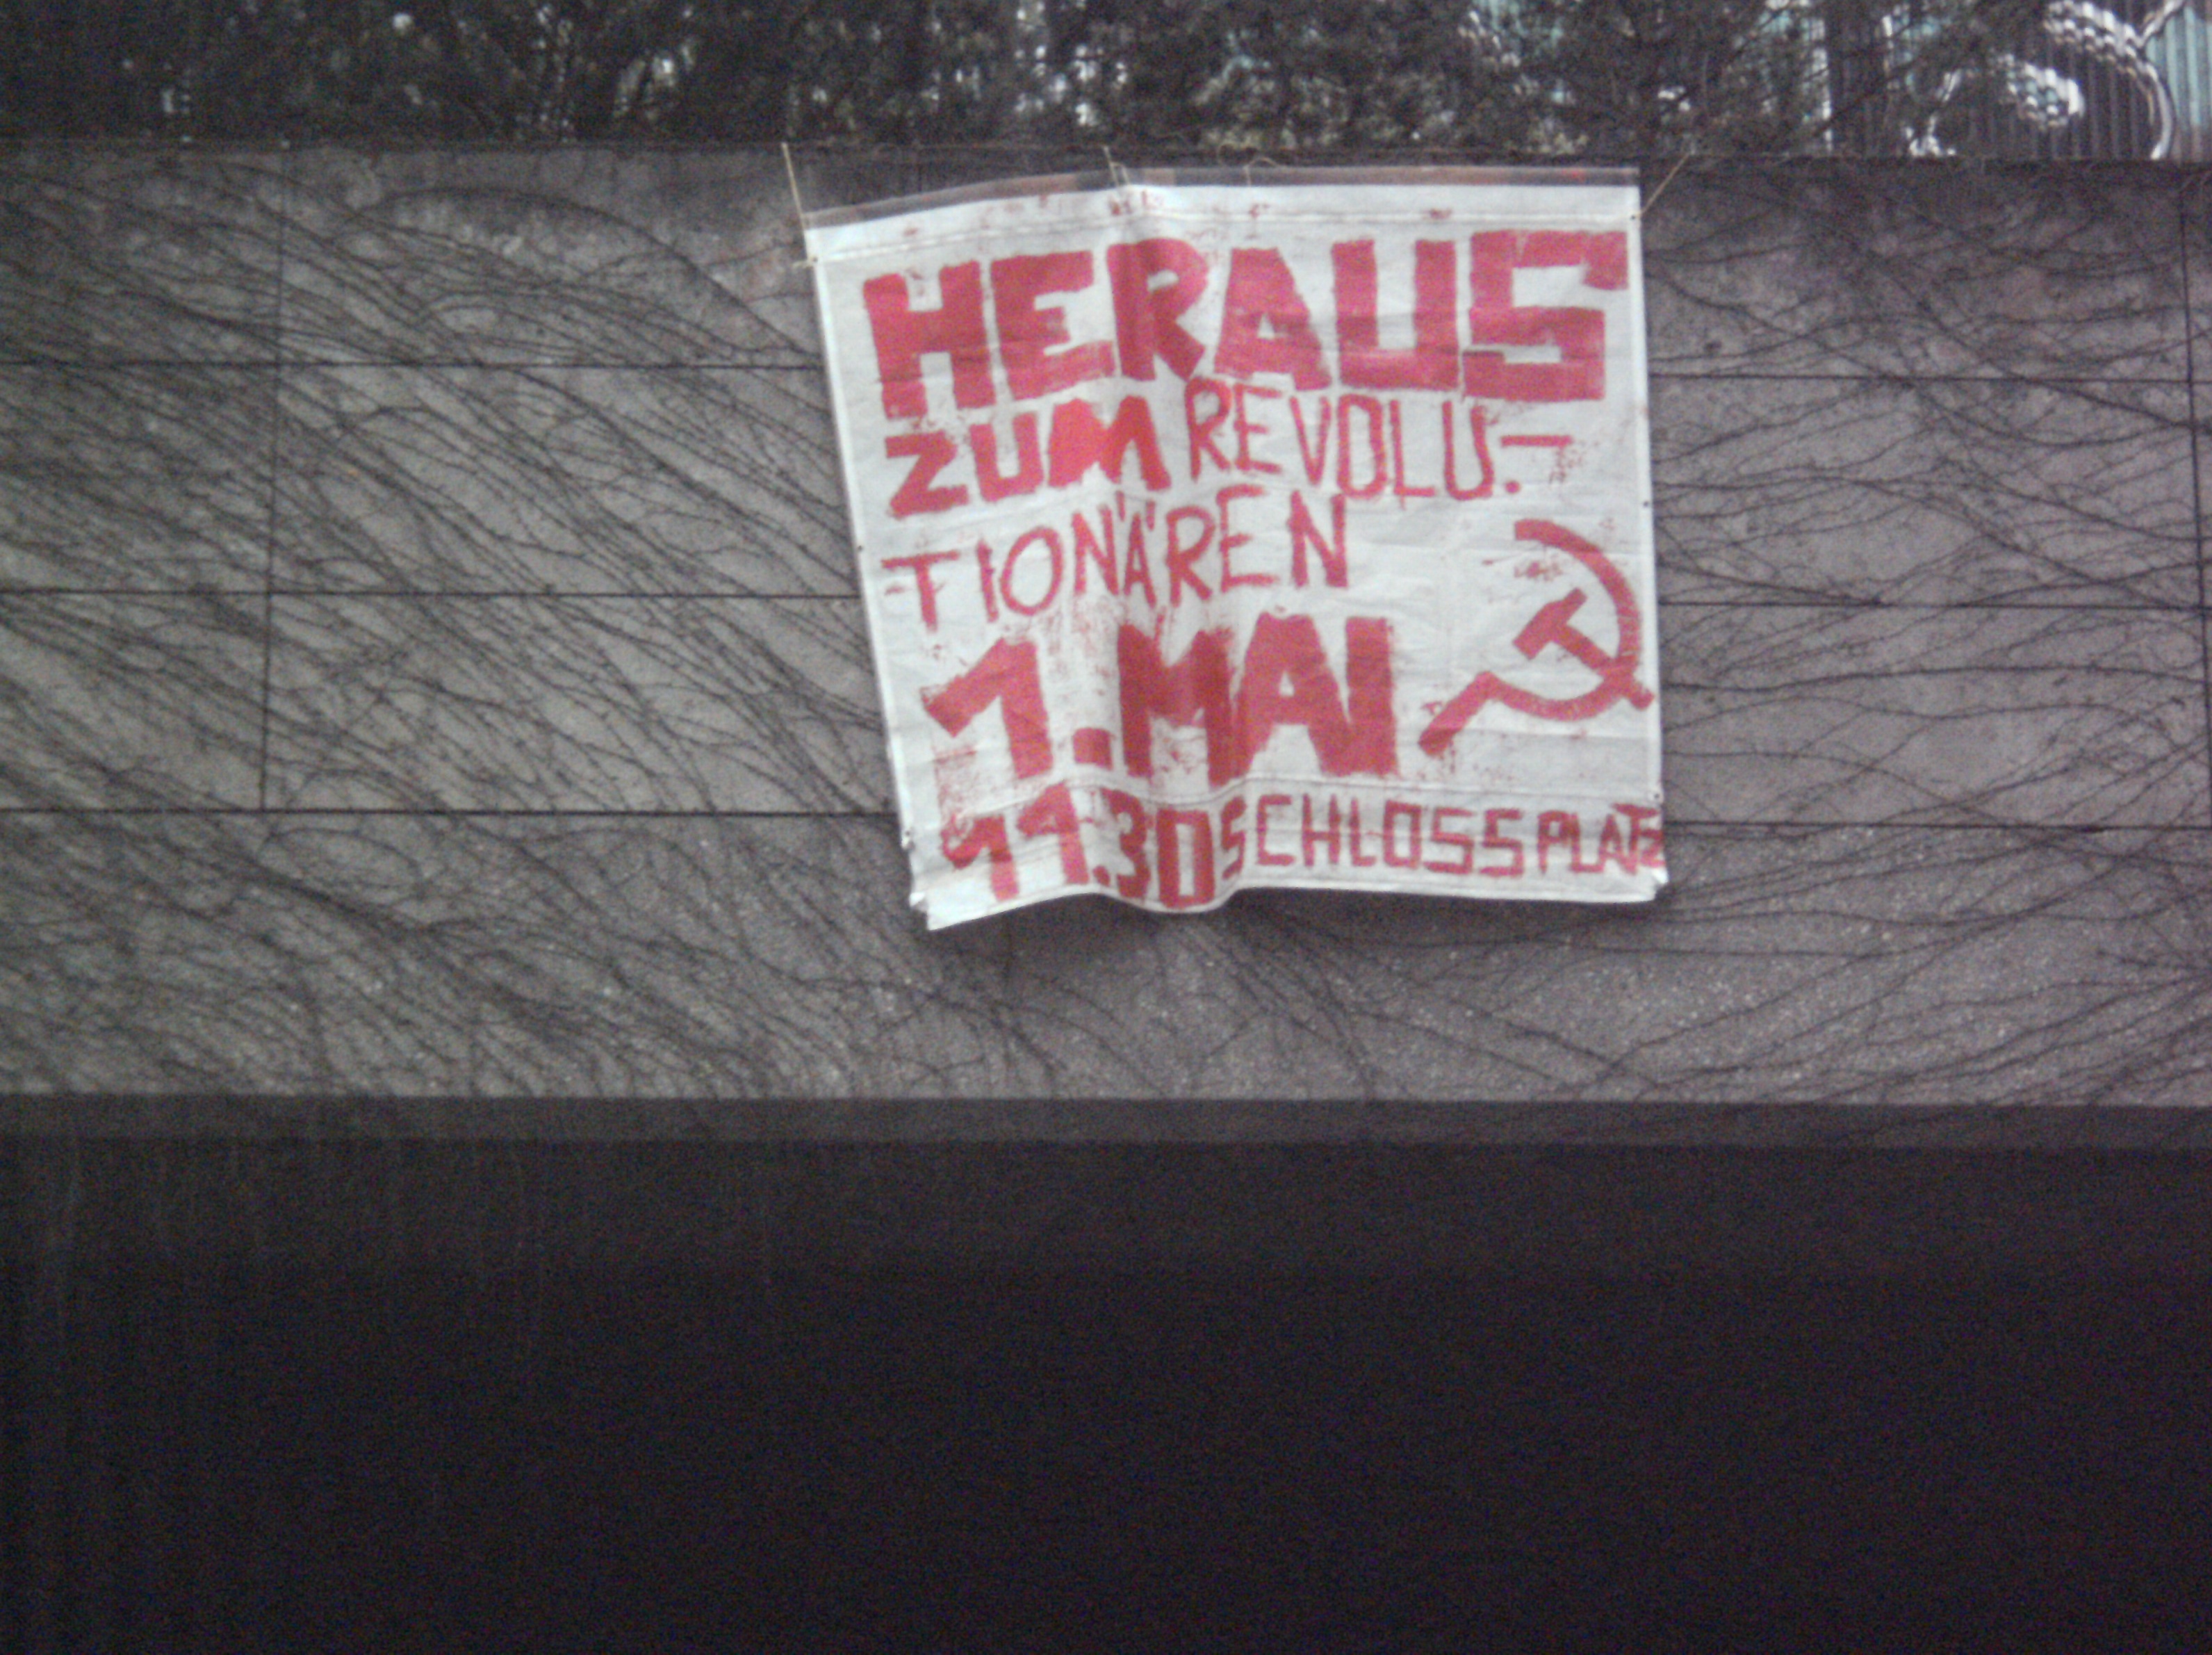 HERAUS
ZUM REVOLU-
TIONÄREN
1. MAI
11.30 SCHLOSSPLATZ